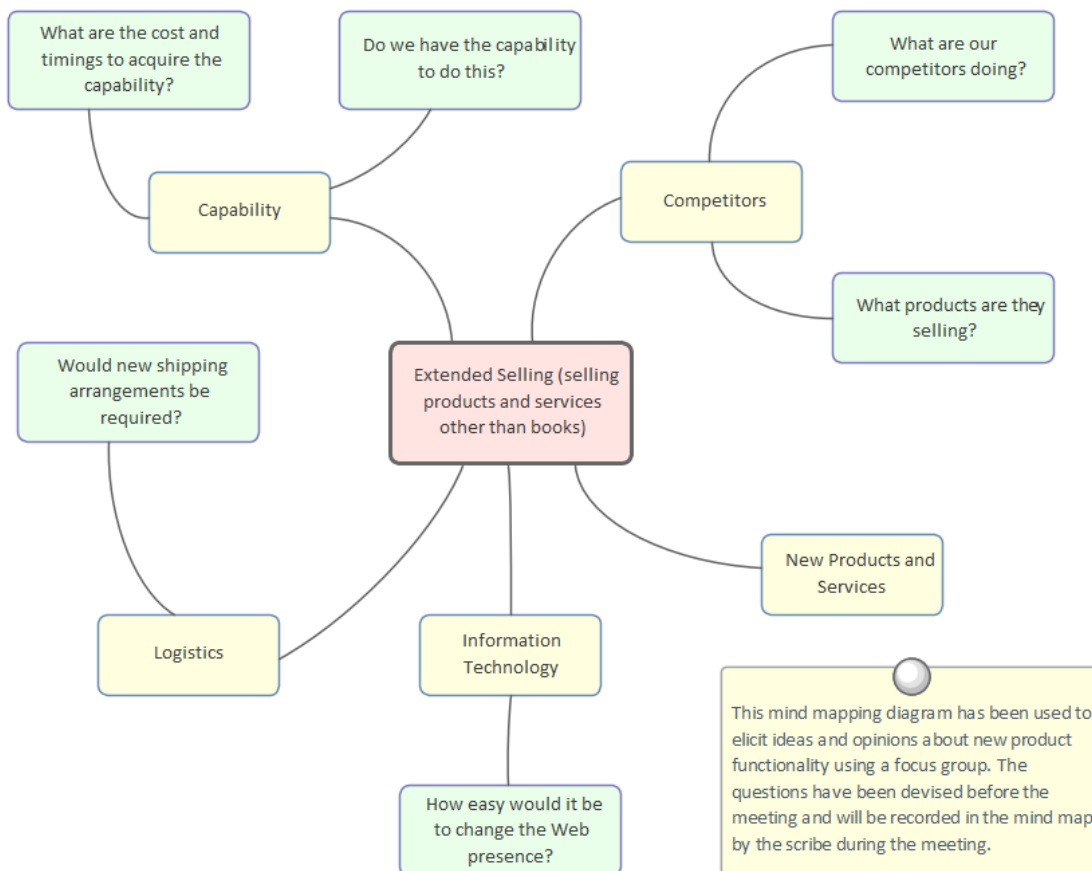 What are the cost and
timings to acquire the
capability?
Do we have the capability
to do this?
What are our
competitors doing?
Capability
Competitors
What products are they
selling?
Would new shipping
arrangements be
required?
Extended Selling (selling
products and services
other than books)
New Products and
Services
Logistics
Information
Technology
This mind mapping diagram has been used to
elicit ideas and opinions about new product
functionality using a focus group. The
questions have been devised before the
meeting and will be recorded in the mind map
by the scribe during the meeting.
How easy would it be
to change the Web
presence?